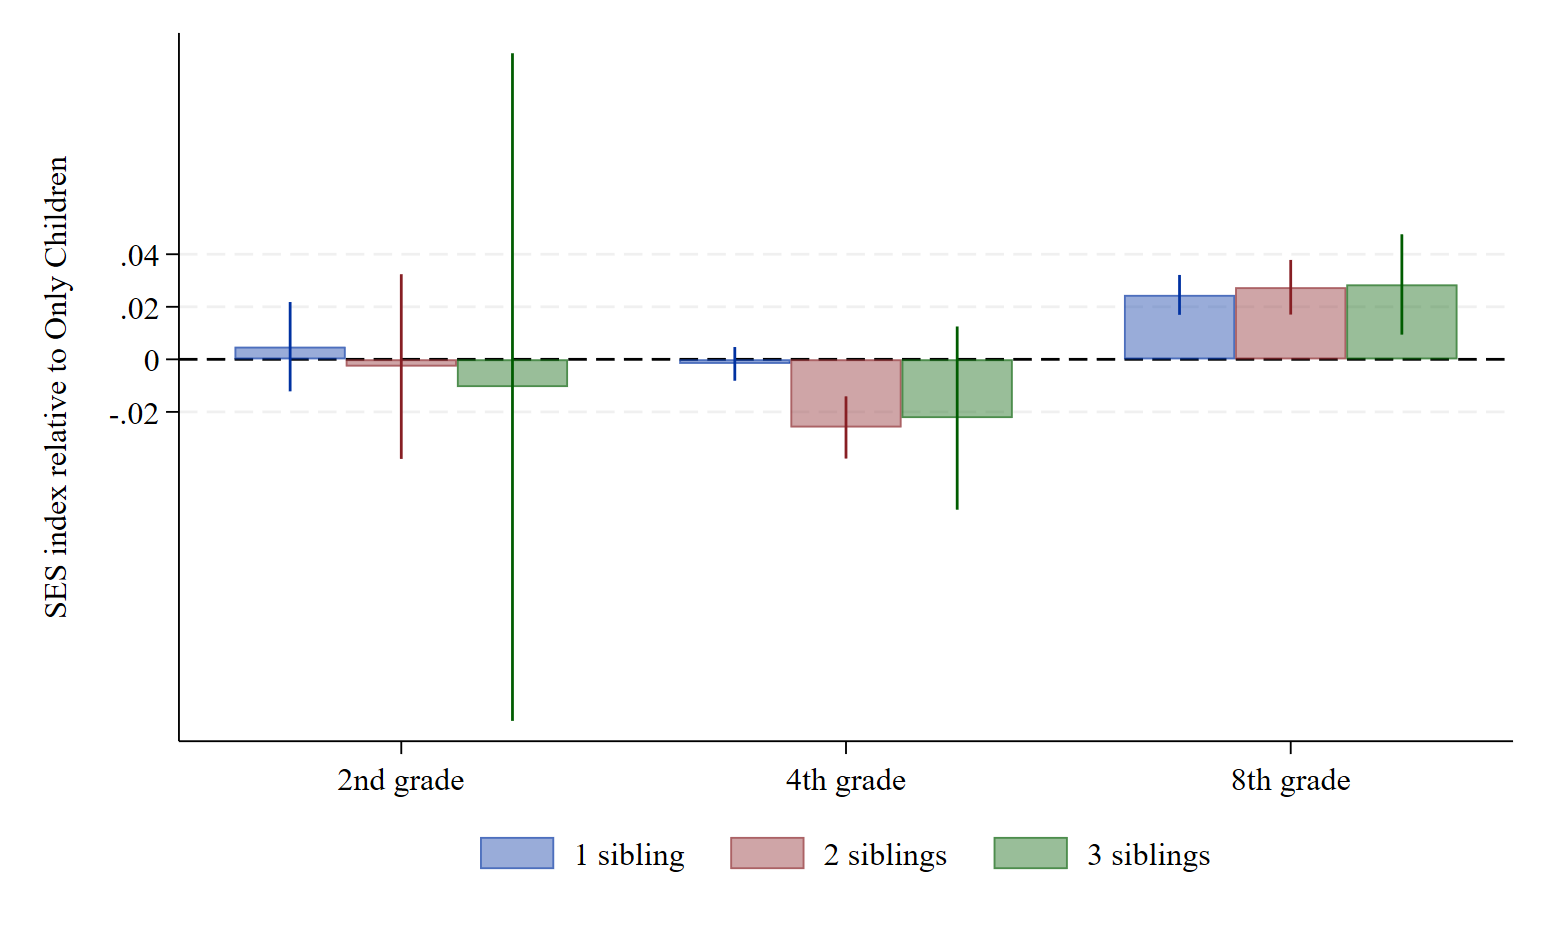 SES index relative to Only Children
.04
.02
0
-.02
2nd grade
4th grade
8th grade
1 sibling
2 siblings
3 siblings